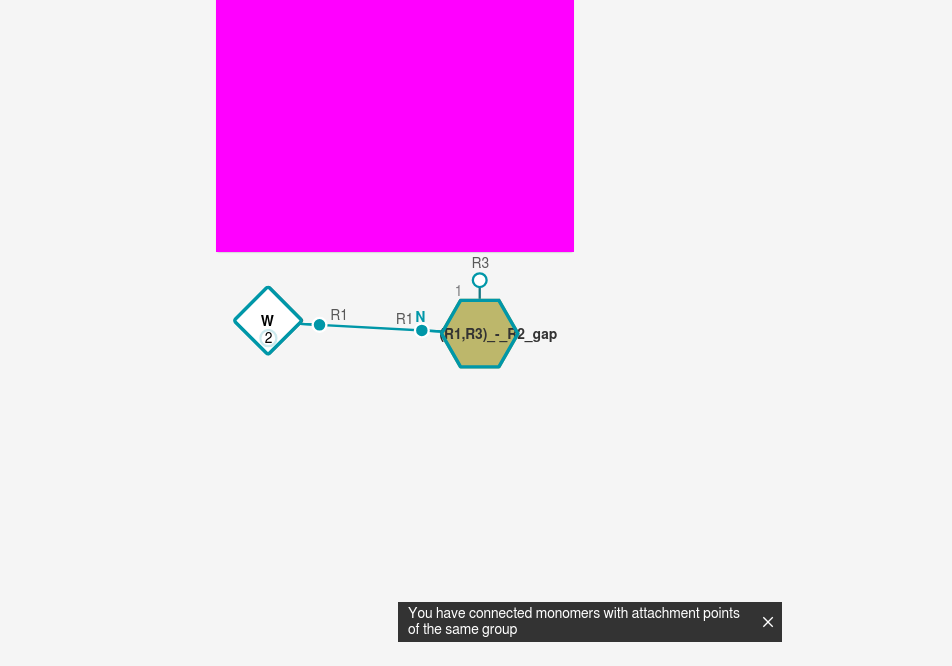 R3
1
R1
R1
N
W
2
(R1,R3)_-_R2_gap
You have connected monomers with attachment points
of the same group